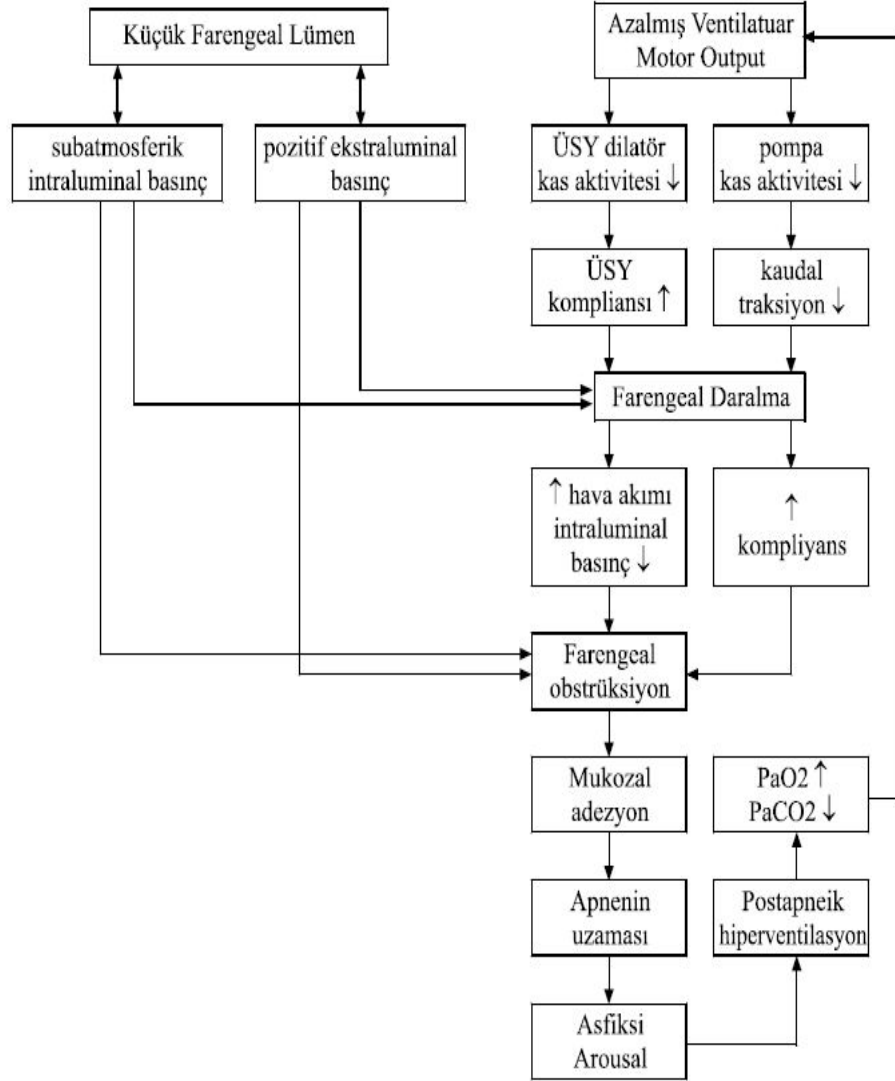 Küçük Farengeal Lümen
Azalmış Ventilatuar
Motor Output
subatmosferik
intraluminal basınç
pozitif ekstraluminal
basınç
ÜSY dilatör
kas aktivitesi ↓
pompa
kas aktivitesi ↓
ÜSY
kompliansı ↑
kaudal
traksiyon ↓
Farengeal Daralma
↑ hava akımı
intraluminal
basınç ↓
↑
kompliyans
Farengeal
obstrüksiyon
Mukozal
adezyon
PaO2 ↑
PaCO2 ↓
Apnenin
uzaması
Postapneik
hiperventilasyon
Asfiksi
Arousal